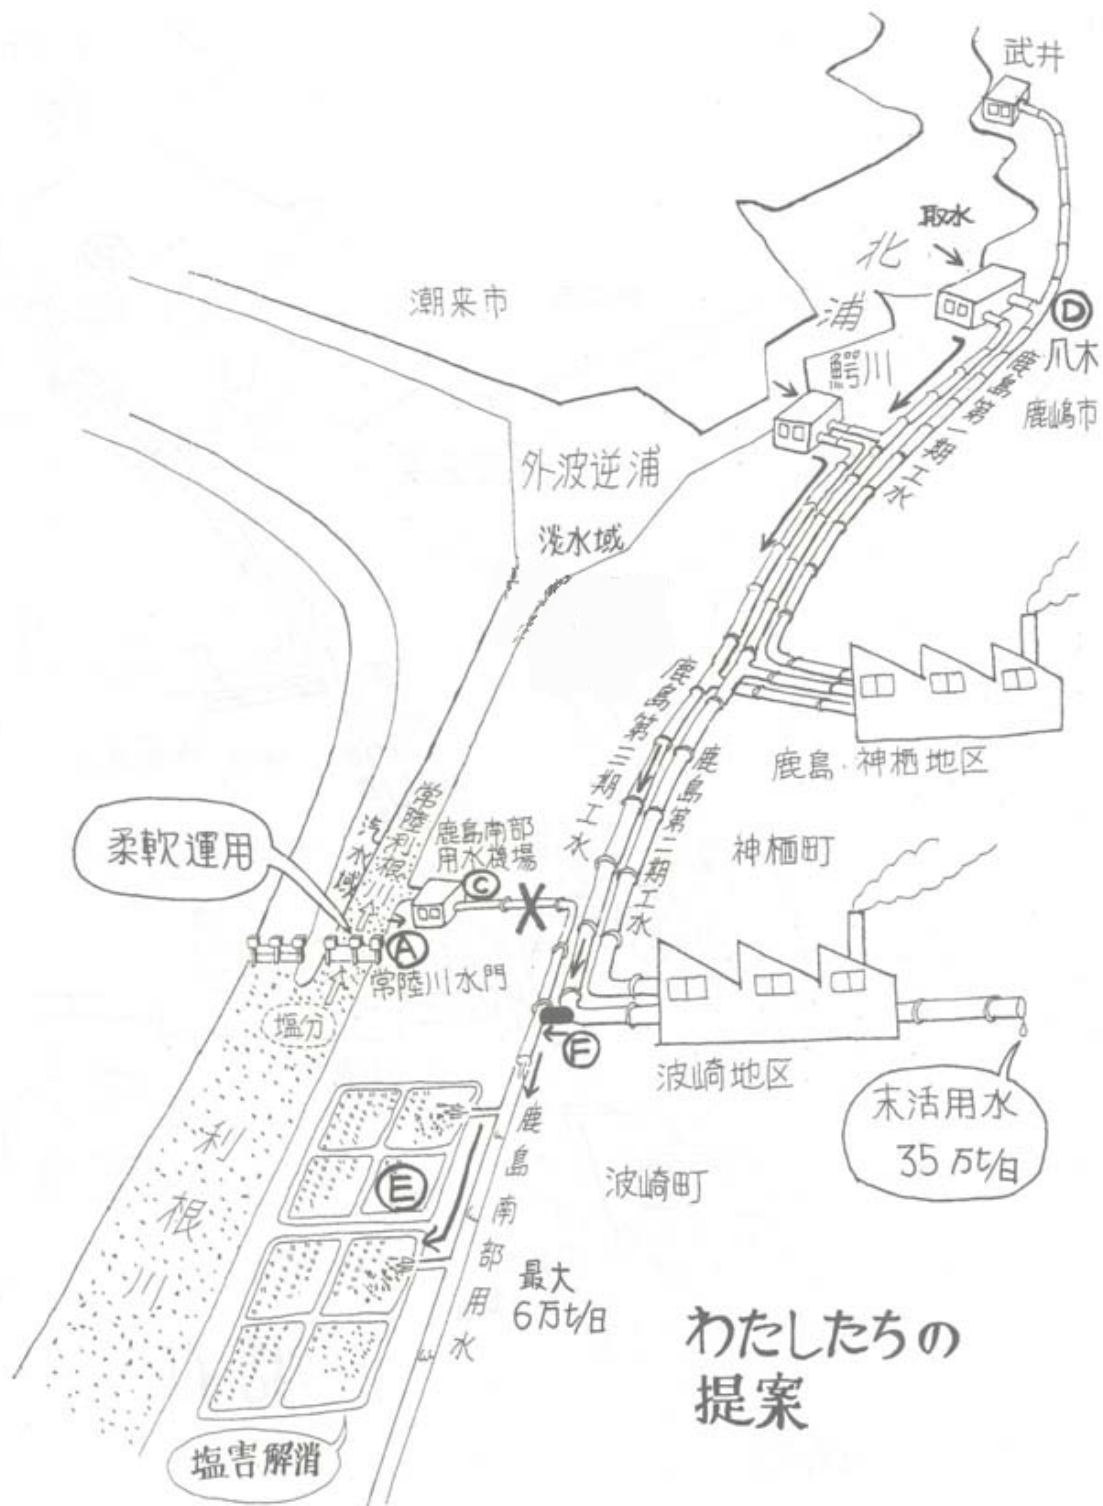 武井
取水
北浦
潮来市
D
爪木
鰐川
鹿嶋市
鹿島第一期工水
外波逆浦
淡水域
鹿島第三期工水
鹿島第二期工水
鹿島・神栖地区
神栖町
柔軟運用
汽水域
常陸利根川
鹿島南部
用水機場
C
A
常陸川水門
塩分
F
波崎地区
末活用水
35万t/日
利根川
E
鹿島南部用水
波崎町
最大
6万t/日
わたしたちの
提案
塩害解消